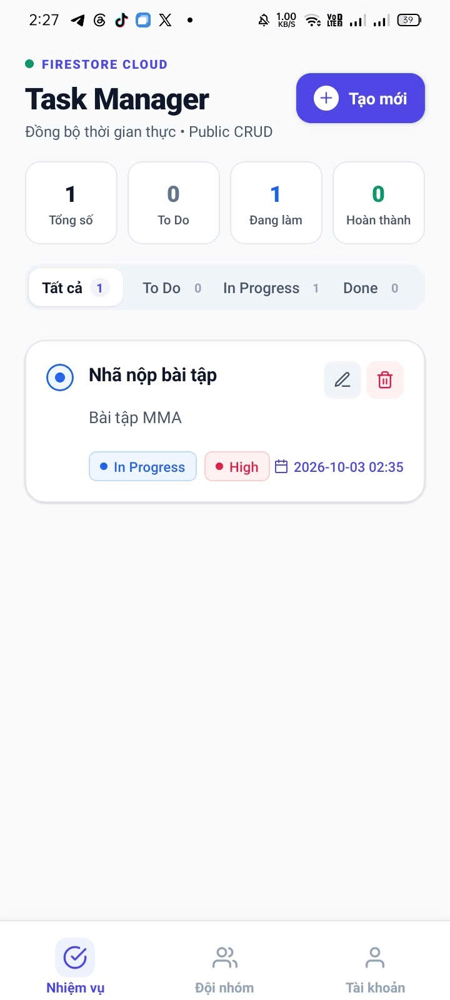 2:27
1.00 KB/S
VoD LTE2
39
FIRESTORE CLOUD
Task Manager
Tạo mới
Đồng bộ thời gian thực • Public CRUD
1
0
1
0
Tổng số
To Do
Đang làm
Hoàn thành
Tất cả 1
To Do 0
In Progress 1
Done 0
Nhã nộp bài tập
Bài tập MMA
In Progress
High
2026-10-03 02:35
Nhiệm vụ
Đội nhóm
Tài khoản